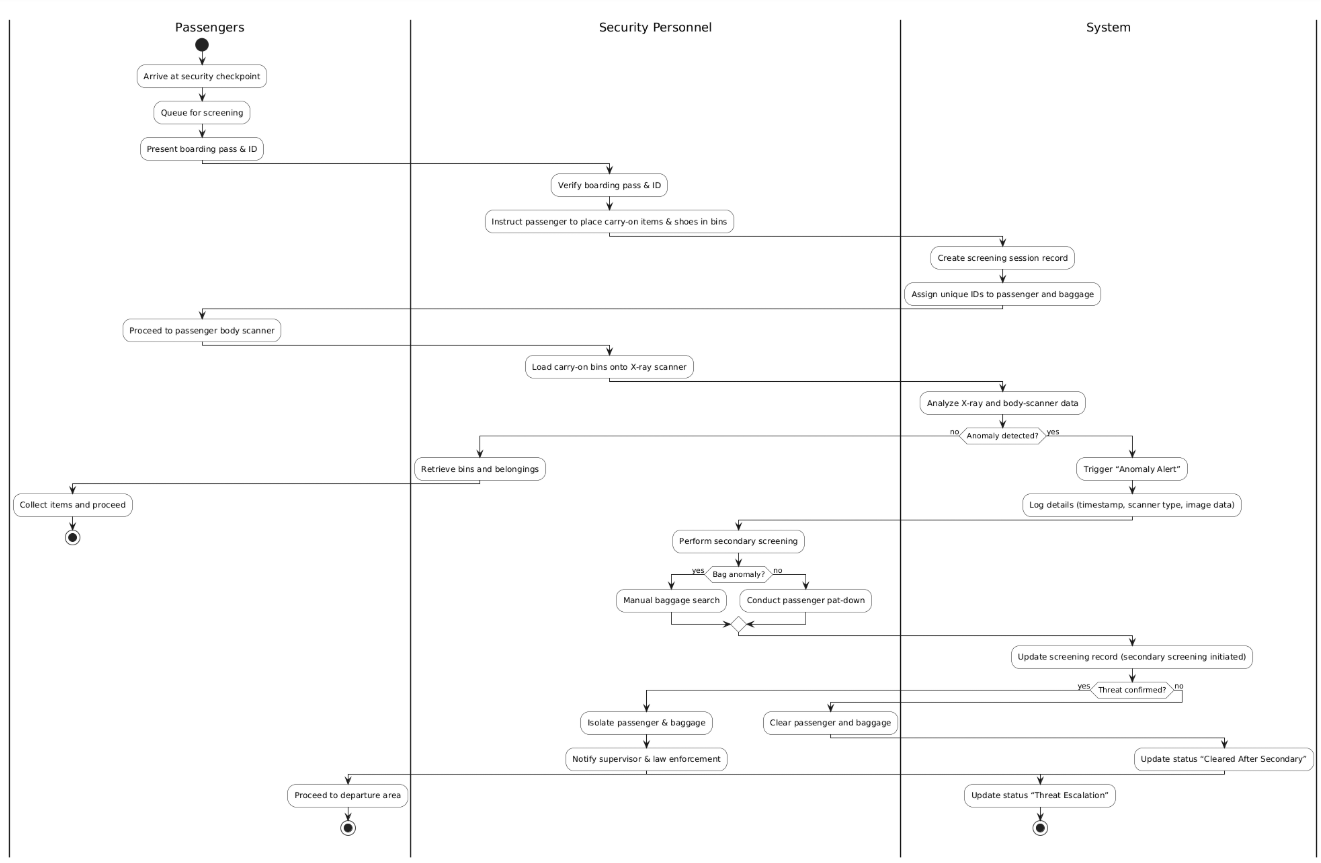 Passengers
Security Personnel
System
Arrive at security checkpoint
Queue for screening
Present boarding pass & ID
Verify boarding pass & ID
Instruct passenger to place carry-on items & shoes in bins
Create screening session record
Assign unique IDs to passenger and baggage
Proceed to passenger body scanner
Load carry-on bins onto X-ray scanner
Analyze X-ray and body-scanner data
no
Anomaly detected?
yes
Retrieve bins and belongings
Trigger “Anomaly Alert”
Collect items and proceed
Log details (timestamp, scanner type, image data)
Perform secondary screening
yes
Bag anomaly?
no
Manual baggage search
Conduct passenger pat-down
Update screening record (secondary screening initiated)
yes
Threat confirmed?
no
Isolate passenger & baggage
Clear passenger and baggage
Notify supervisor & law enforcement
Update status “Cleared After Secondary”
Proceed to departure area
Update status “Threat Escalation”